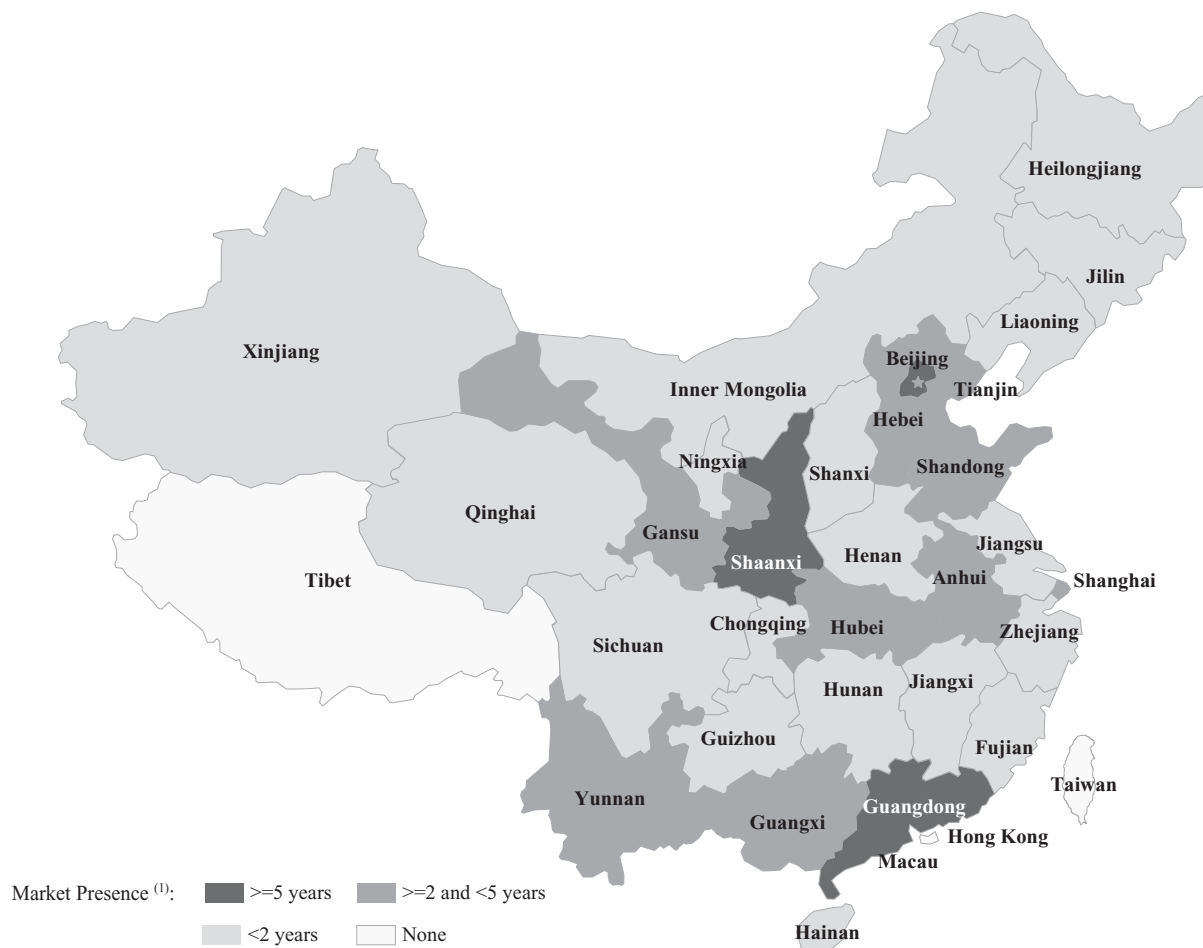 Heilongjiang
Jilin
Liaoning
Xinjiang
Beijing
Inner Mongolia
Tianjin
Hebei
Ningxia
Shanxi
Shandong
Qinghai
Gansu
Jiangsu
Henan
Shaanxi
Tibet
Anhui
Shanghai
Chongqing
Hubei
Zhejiang
Sichuan
Hunan
Jiangxi
Guizhou
Fujian
Taiwan
Yunnan
Guangdong
Guangxi
Hong Kong
Macau
Market Presence (1): >=5 years >=2 and <5 years
<2 years None
Hainan